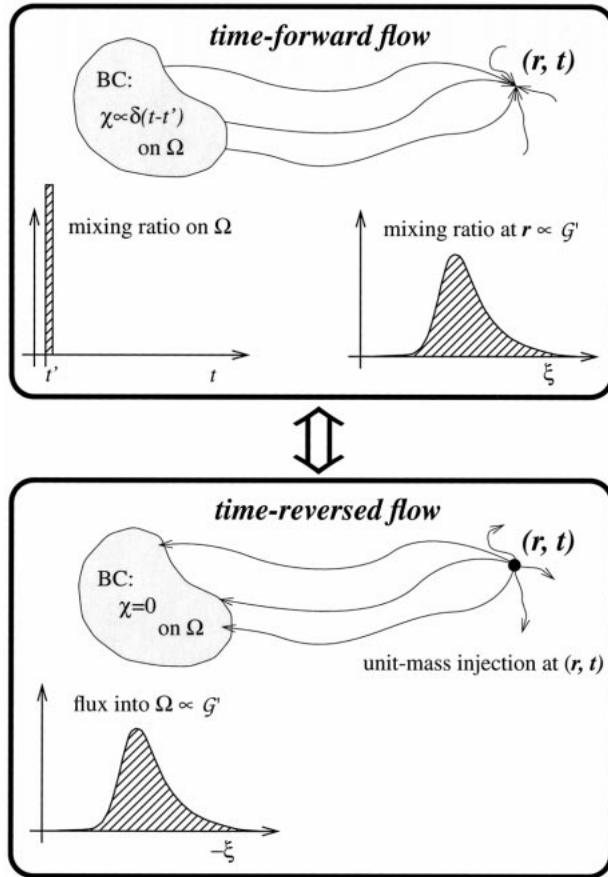 time-forward flow
(r, t)
BC:
χ∝δ(t-t')
on Ω
mixing ratio on Ω
mixing ratio at r ∝ 𝒢'
t'
t
ξ
time-reversed flow
(r, t)
BC:
χ=0
on Ω
unit-mass injection at (r, t)
flux into Ω ∝ 𝒢'
−ξ